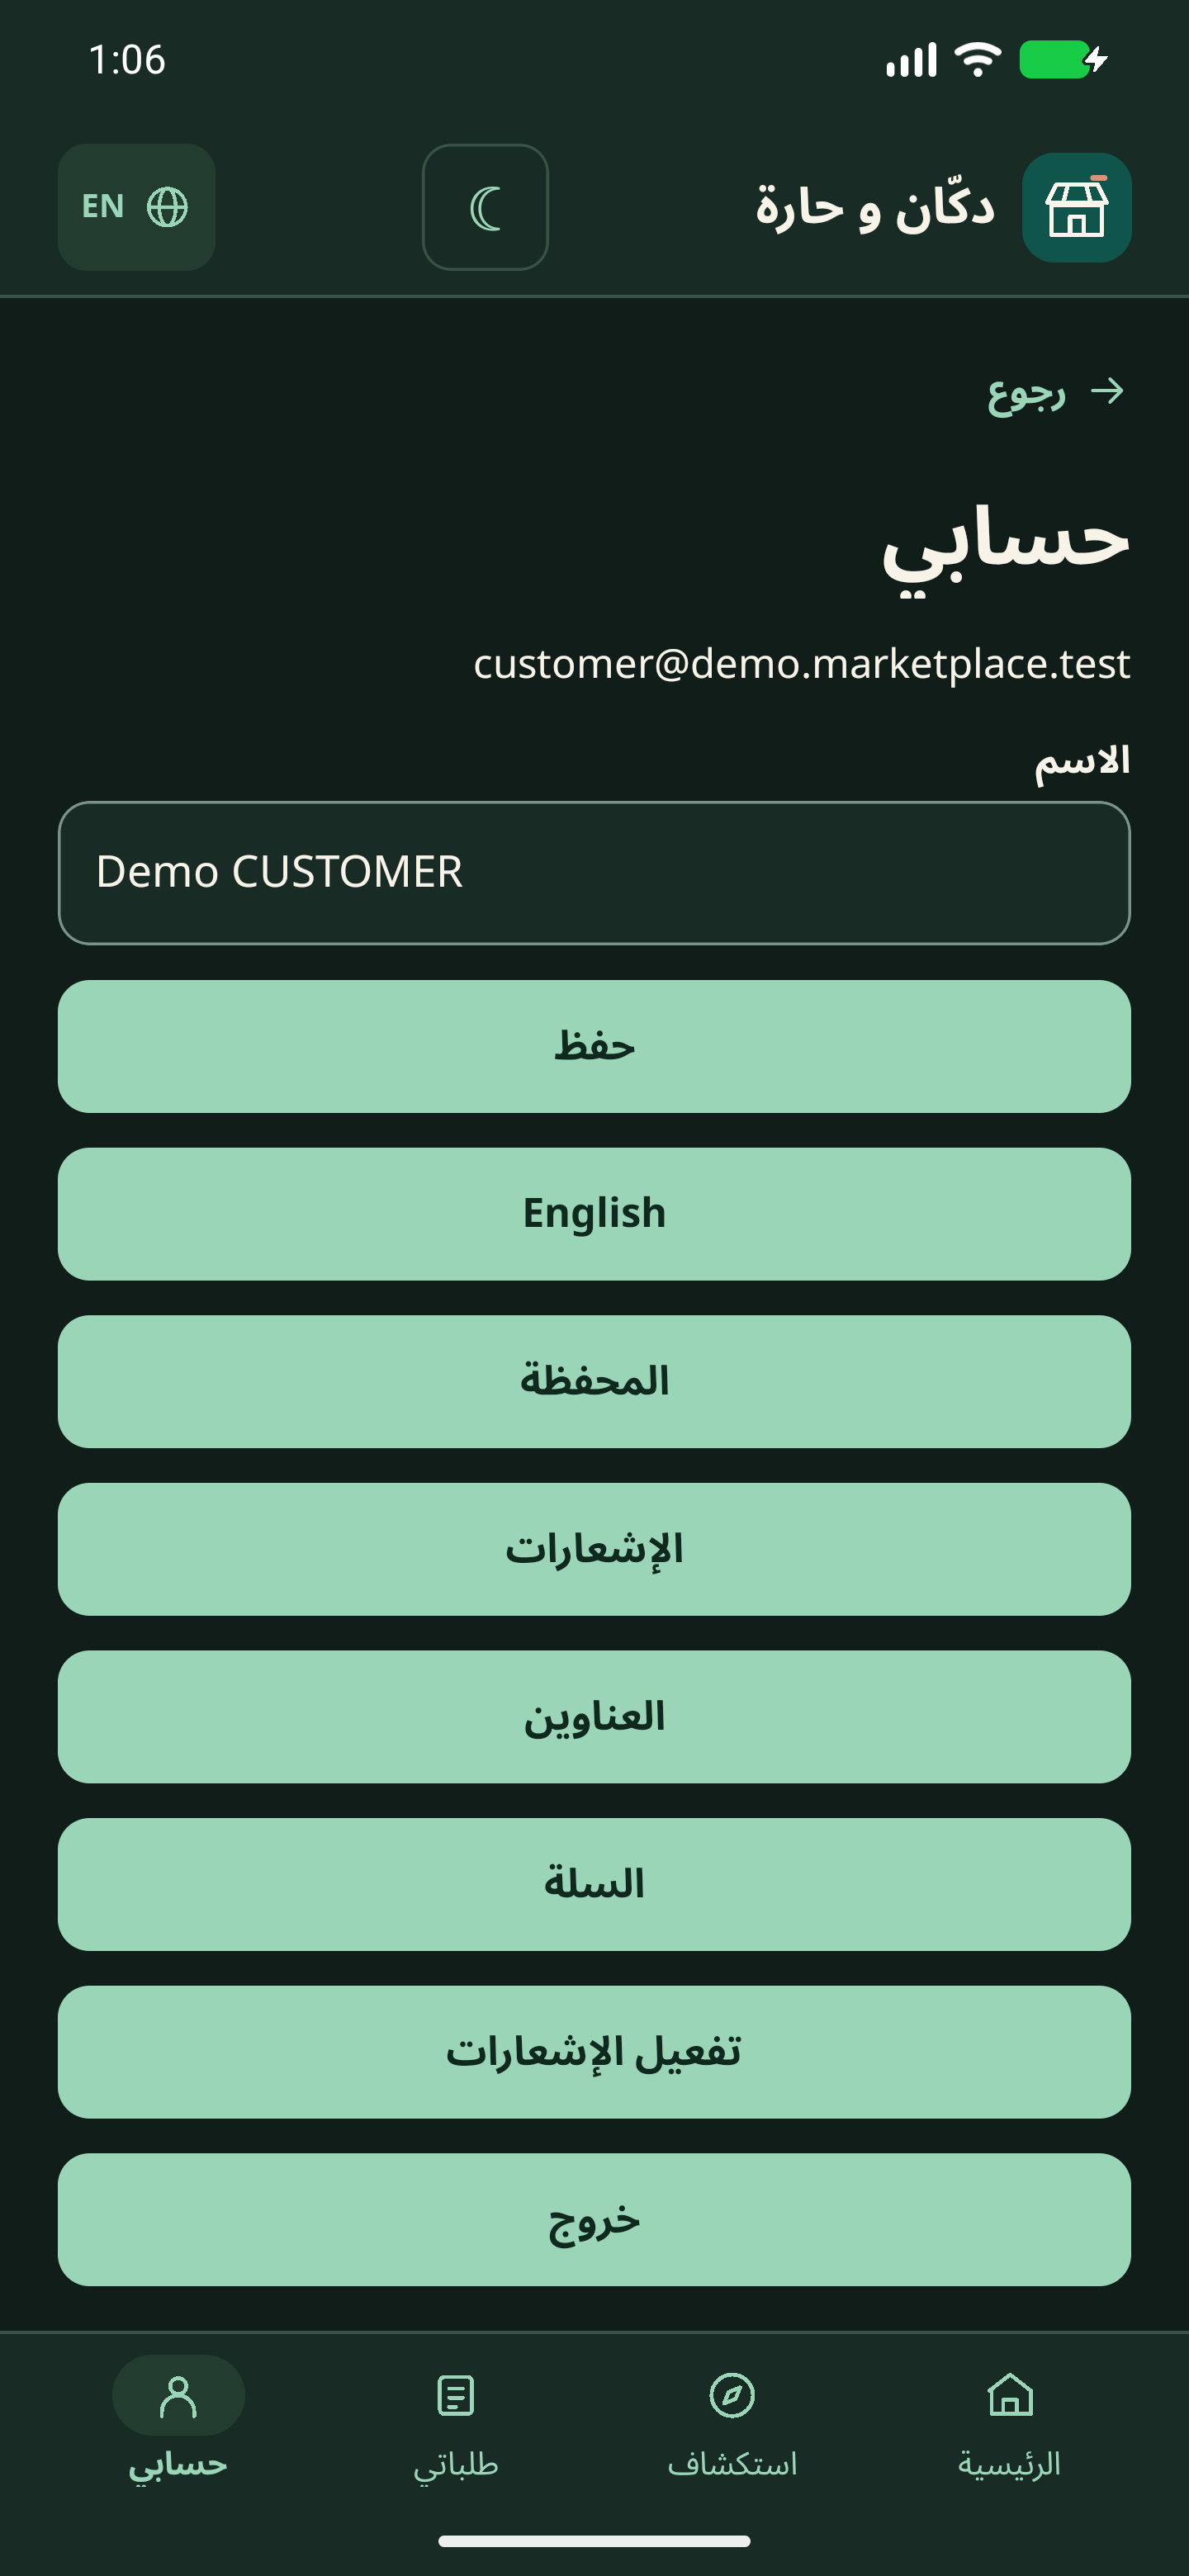 1:06
دكّان و حارة
EN
رجوع
حسابي
customer@demo.marketplace.test
الاسم
Demo CUSTOMER
حفظ
English
المحفظة
الإشعارات
العناوين
السلة
تفعيل الإشعارات
خروج
الرئيسية
استكشاف
طلباتي
حسابي